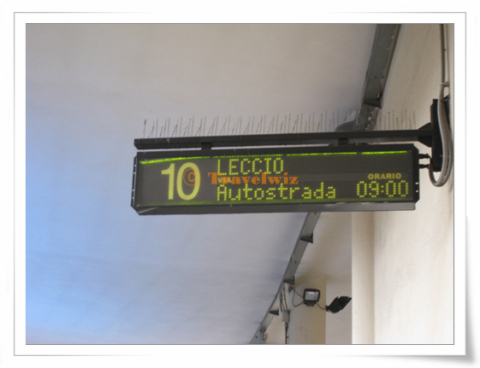 10
LECCIO
Travelwiz
Autostrada
ORARIO
09:00